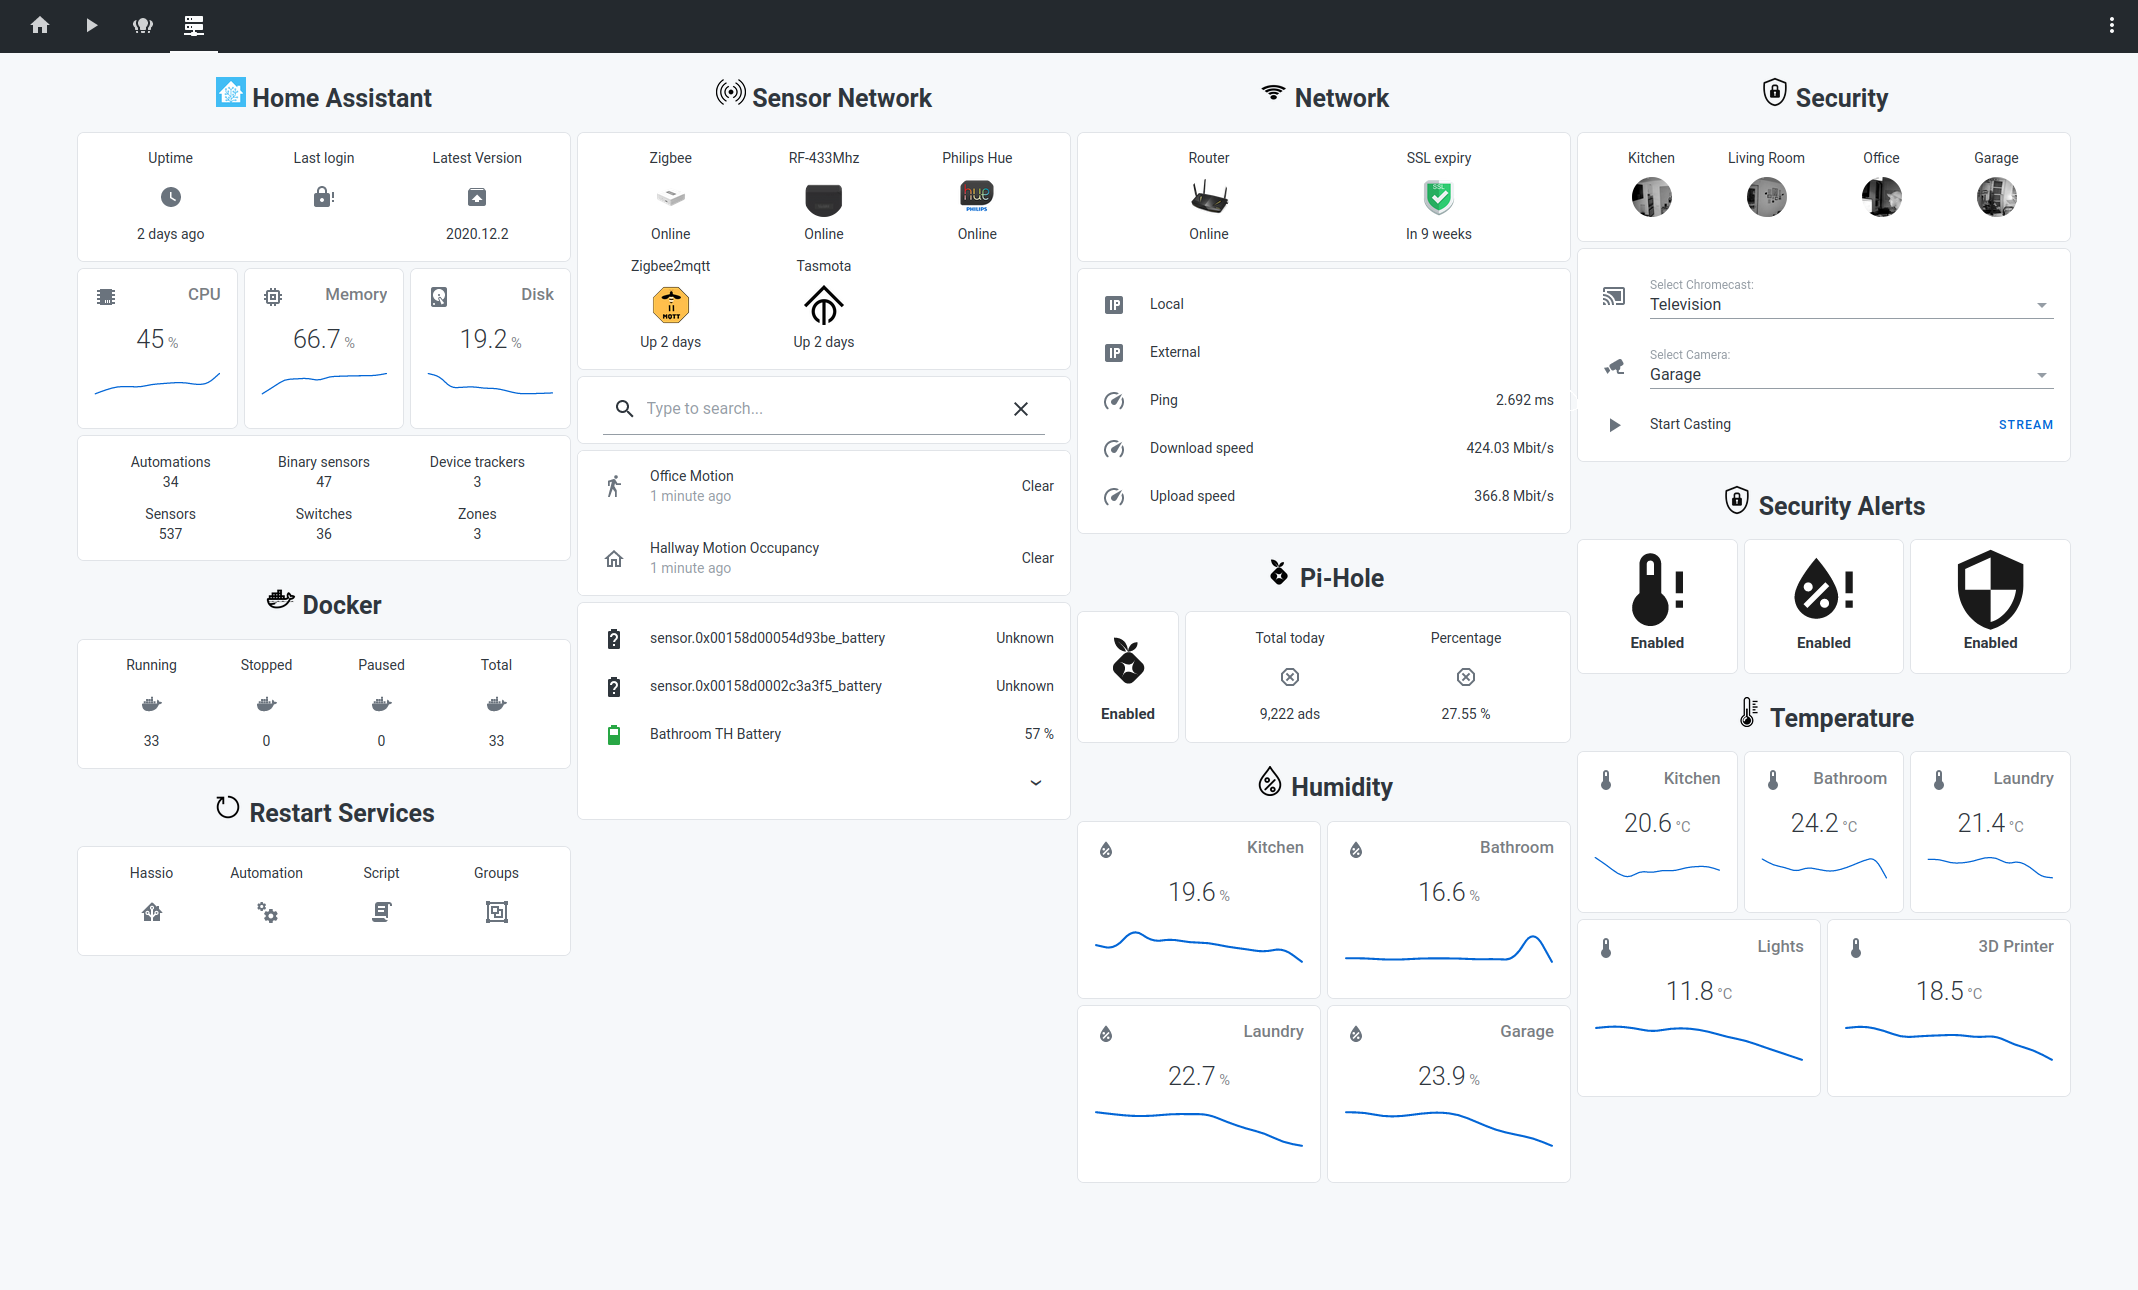 Home Assistant
Uptime Last login Latest Version
2 days ago 2020.12.2
CPU Memory Disk
45 % 66.7 % 19.2 %
Automations Binary sensors Device trackers
34 47 3
Sensors Switches Zones
537 36 3
Docker
Running Stopped Paused Total
33 0 0 33
Restart Services
Hassio Automation Script Groups
Sensor Network
Zigbee RF-433Mhz Philips Hue
hue
PHILIPS
Online Online Online
Zigbee2mqtt Tasmota
MQTT
Up 2 days Up 2 days
Type to search...
Office Motion Clear
1 minute ago
Hallway Motion Occupancy Clear
1 minute ago
sensor.0x00158d00054d93be_battery Unknown
sensor.0x00158d0002c3a3f5_battery Unknown
Bathroom TH Battery 57 %
Network
Router SSL expiry
SSL
Online In 9 weeks
IP Local
IP External
Ping 2.692 ms
Download speed 424.03 Mbit/s
Upload speed 366.8 Mbit/s
Pi-Hole
Total today Percentage
Enabled 9,222 ads 27.55 %
Humidity
Kitchen Bathroom
19.6 % 16.6 %
Laundry Garage
22.7 % 23.9 %
Security
Kitchen Living Room Office Garage
Select Chromecast:
Television
Select Camera:
Garage
Start Casting STREAM
Security Alerts
Enabled Enabled Enabled
Temperature
Kitchen Bathroom Laundry
20.6 °C 24.2 °C 21.4 °C
Lights 3D Printer
11.8 °C 18.5 °C